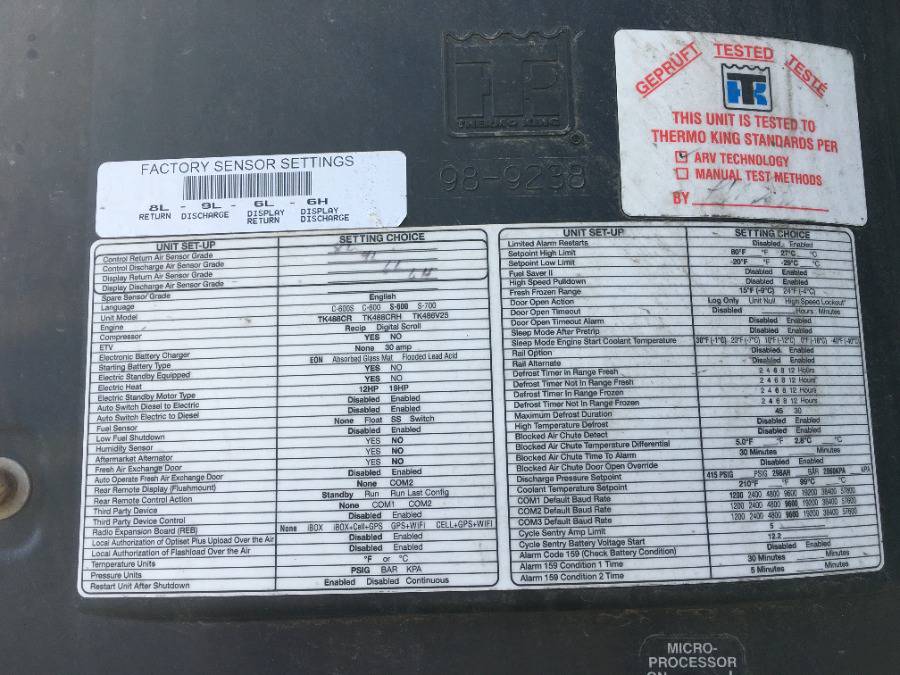 THERMO KING
98-9238
GEPRÜFT TESTED TESTÉ
THIS UNIT IS TESTED TO
THERMO KING STANDARDS PER
ARV TECHNOLOGY
MANUAL TEST METHODS
BY
FACTORY SENSOR SETTINGS
8L - 9L - 6L - 6H
RETURN DISCHARGE DISPLAY RETURN DISPLAY DISCHARGE
UNIT SET-UP SETTING CHOICE
Control Return Air Sensor Grade 8L
Control Discharge Air Sensor Grade 9L
Display Return Air Sensor Grade 6L
Display Discharge Air Sensor Grade 6H
Spare Sensor Grade
Language English
Unit Model C-600S C-600 S-600 S-700
Engine TK486CR TK486CRH TK486V25
Compressor Recip Digital Scroll
ETV YES NO
Electronic Battery Charger None 30 amp
Starting Battery Type EON Absorbed Glass Mat Flooded Lead Acid
Electric Standby Equipped YES NO
Electric Heat YES NO
Electric Standby Motor Type 12HP 18HP
Auto Switch Diesel to Electric Disabled Enabled
Auto Switch Electric to Diesel Disabled Enabled
Fuel Sensor None Float SS Switch
Low Fuel Shutdown Disabled Enabled
Humidity Sensor YES NO
Aftermarket Alternator YES NO
Fresh Air Exchange Door YES NO
Auto Operate Fresh Air Exchange Door Disabled Enabled
Rear Remote Display (Flushmount) None COM2
Rear Remote Control Action Standby Run Run Last Config
Third Party Device None COM1 COM2
Third Party Device Control Disabled Enabled
Radio Expansion Board (REB) None iBOX iBOX+Cell+GPS GPS+WIFI CELL+GPS+WIFI
Local Authorization of Optiset Plus Upload Over the Air Disabled Enabled
Local Authorization of Flashload Over the Air Disabled Enabled
Temperature Units °F or °C
Pressure Units PSIG BAR KPA
Restart Unit After Shutdown Enabled Disabled Continuous
UNIT SET-UP SETTING CHOICE
Limited Alarm Restarts Disabled Enabled
Setpoint High Limit 80°F °F 27°C °C
Setpoint Low Limit -20°F °F -29°C °C
Fuel Saver II Disabled Enabled
High Speed Pulldown Disabled Enabled
Fresh Frozen Range 15°F (-9°C) 24°F (-4°C)
Door Open Action Log Only Unit Null High Speed Lockout
Door Open Timeout Disabled Hours Minutes
Door Open Timeout Alarm Disabled Enabled
Sleep Mode After Pretrip Disabled Enabled
Sleep Mode Engine Start Coolant Temperature 30°F (-1°C) 20°F (-7°C) 10°F (-12°C) 0°F (-18°C) -40°F (-40°C)
Rail Option Disabled Enabled
Rail Alternate Disabled Enabled
Defrost Timer In Range Fresh 2 4 6 8 12 Hours
Defrost Timer Not In Range Fresh 2 4 6 8 12 Hours
Defrost Timer In Range Frozen 2 4 6 8 12 Hours
Defrost Timer Not In Range Frozen 2 4 6 8 12 Hours
Maximum Defrost Duration 45 30
High Temperature Defrost Disabled Enabled
Blocked Air Chute Detect Disabled Enabled
Blocked Air Chute Temperature Differential 5.0°F °F 2.8°C °C
Blocked Air Chute Time To Alarm 30 Minutes Minutes
Blocked Air Chute Door Open Override Disabled Enabled
Discharge Pressure Setpoint 415 PSIG PSIG BAR KPA
Coolant Temperature Setpoint 210°F °F 99°C °C
COM1 Default Baud Rate 1200 2400 4800 9600 19200 38400 57600
COM2 Default Baud Rate 1200 2400 4800 9600 19200 38400 57600
COM3 Default Baud Rate 1200 2400 4800 9600 19200 38400 57600
Cycle Sentry Amp Limit 5
Cycle Sentry Battery Voltage Start 12.2
Alarm Code 159 (Check Battery Condition) Disabled Enabled
Alarm 159 Condition 1 Time 30 Minutes Minutes
Alarm 159 Condition 2 Time 5 Minutes Minutes
MICRO-
PROCESSOR